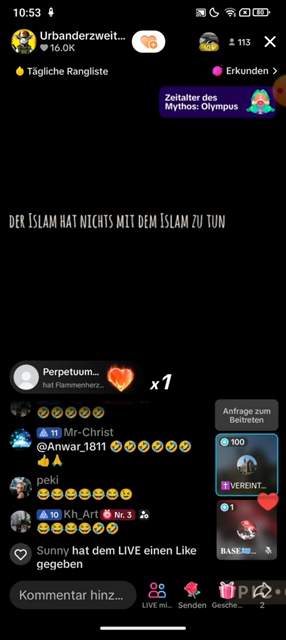 10:53
80
Urbanderzweit...
16.0K
113
Tägliche Rangliste
Erkunden >
Zeitalter des
Mythos: Olympus
DER ISLAM HAT NICHTS MIT DEM ISLAM ZU TUN
Perpetuum...
hat Flammenherz...
x1
Anfrage zum
Beitreten
11 Mr-Christ
@Anwar_1811 🤣🤣🤣🤣🤣🤣
👍🙏
100
VEREINT...
peki
😂😂😂😂😂😂😉
10 Kh_Art Nr. 3
😂😂😂😂🤣🤣
1
BASE
Sunny hat dem LIVE einen Like
gegeben
Kommentar hinz...
LIVE mi...
Senden
Gesche...
2